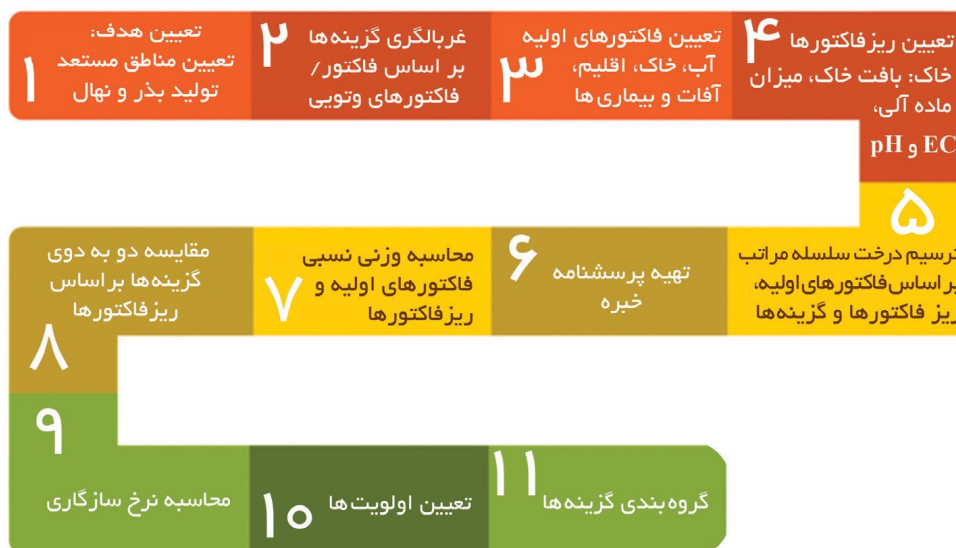 ۱
تعیین هدف:
تعیین مناطق مستعد
تولید بذر و نهال
۲
غربالگری گزینه‌ها
بر اساس فاکتور/
فاکتورهای وتویی
۳
تعیین فاکتورهای اولیه
آب، خاک، اقلیم،
آفات و بیماری‌ها
۴
تعیین ریزفاکتورها
خاک: بافت خاک، میزان
ماده آلی،
EC و pH
۵
ترسیم درخت سلسله مراتب
بر اساس فاکتورهای اولیه،
ریز فاکتورها و گزینه‌ها
۶
تهیه پرسشنامه
خبره
۷
محاسبه وزنی نسبی
فاکتورهای اولیه و
ریزفاکتورها
۸
مقایسه دو به دوی
گزینه‌ها براساس
ریزفاکتورها
۹
محاسبه نرخ سازگاری
۱۰
تعیین اولویت‌ها
۱۱
گروه‌بندی گزینه‌ها